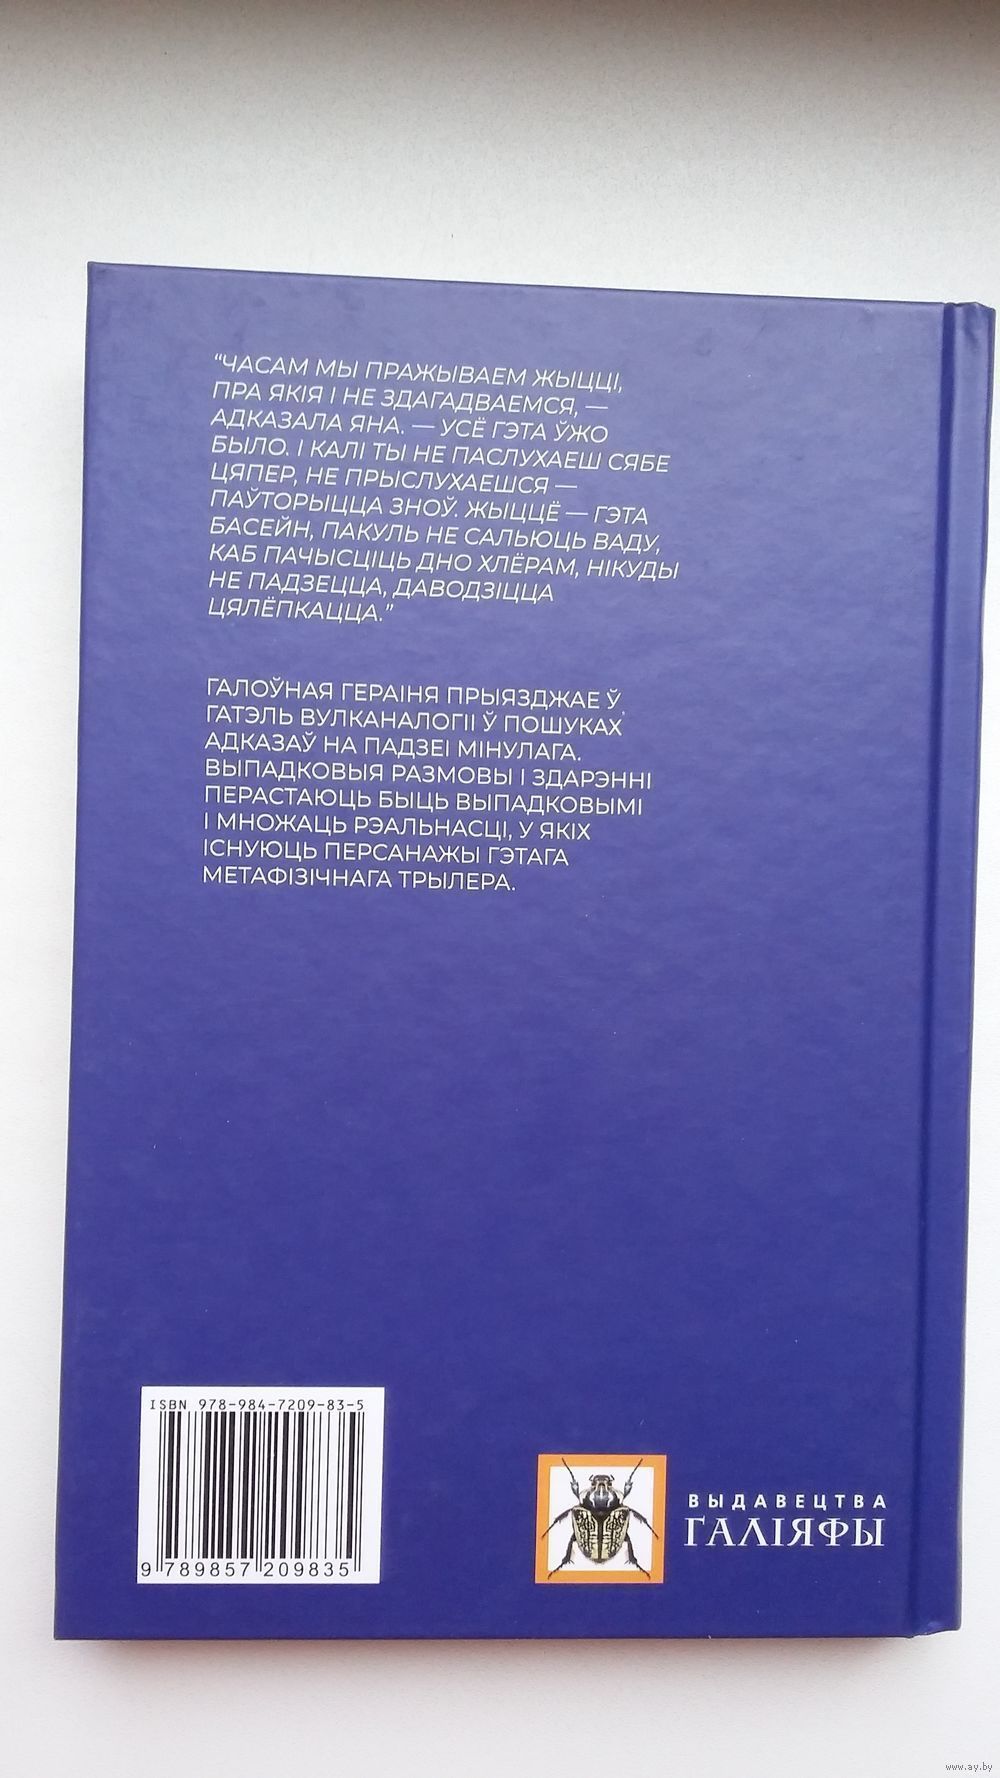 “ЧАСАМ МЫ ПРАЖЫВАЕМ ЖЫЦЦІ,
ПРА ЯКІЯ І НЕ ЗДАГАДВАЕМСЯ, —
АДКАЗАЛА ЯНА. — УСЁ ГЭТА ЎЖО
БЫЛО. І КАЛІ ТЫ НЕ ПАСЛУХАЕШ СЯБЕ
ЦЯПЕР, НЕ ПРЫСЛУХАЕШСЯ —
ПАЎТОРЫЦЦА ЗНОЎ. ЖЫЦЦЁ — ГЭТА
БАСЕЙН, ПАКУЛЬ НЕ САЛЬЮЦЬ ВАДУ,
КАБ ПАЧЫСЦІЦЬ ДНО ХЛЁРАМ, НІКУДЫ
НЕ ПАДЗЕЦЦА, ДАВОДЗІЦЦА
ЦЯЛЁПКАЦЦА.”
ГАЛОЎНАЯ ГЕРАІНЯ ПРЫЯЗДЖАЕ Ў
ГАТЭЛЬ ВУЛКАНАЛОГІІ Ў ПОШУКАХ
АДКАЗАЎ НА ПАДЗЕІ МІНУЛАГА.
ВЫПАДКОВЫЯ РАЗМОВЫ І ЗДАРЭННІ
ПЕРАСТАЮЦЬ БЫЦЬ ВЫПАДКОВЫМІ
І МНОЖАЦЬ РЭАЛЬНАСЦІ, У ЯКІХ
ІСНУЮЦЬ ПЕРСАНАЖЫ ГЭТАГА
МЕТАФІЗІЧНАГА ТРЫЛЕРА.
ISBN 978-984-7209-83-5
9 789857 209835
ВЫДАВЕЦТВА
ГАЛІЯФЫ
www.ay.by